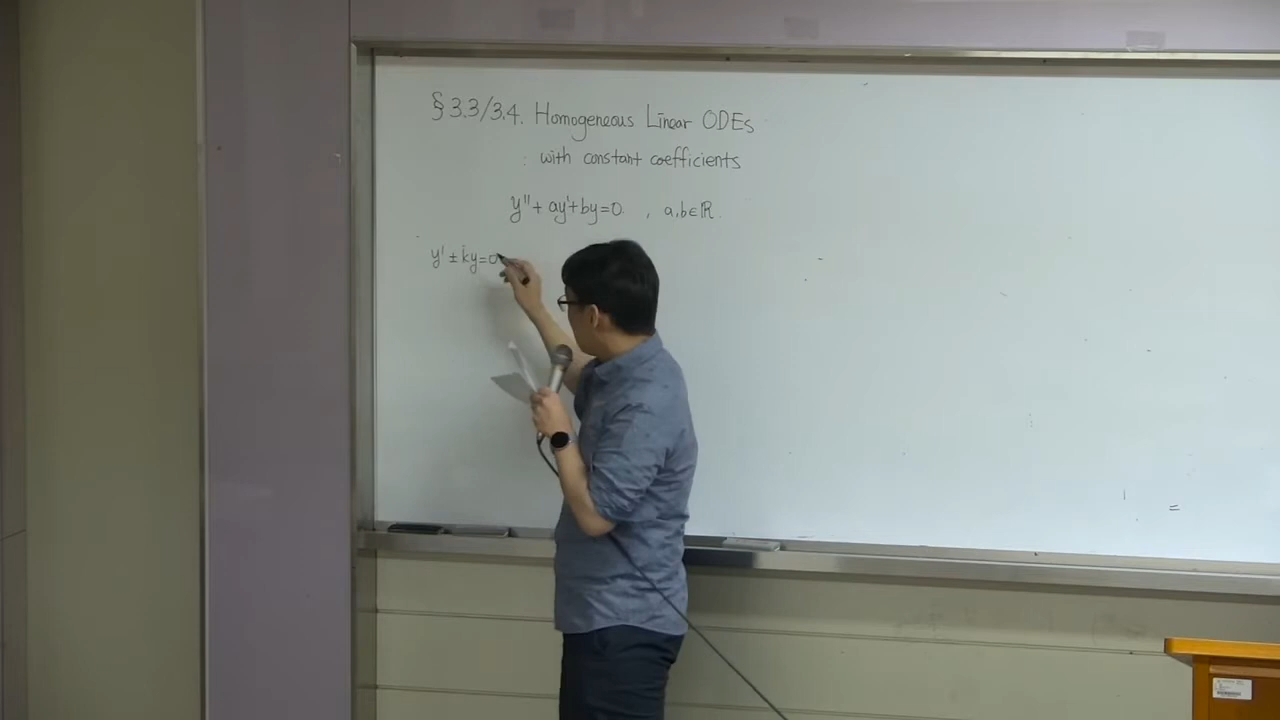 §3.3/3.4. Homogeneous Linear ODEs
: with constant coefficients
y'' + ay' + by = 0. , a, b ∈ ℝ.
y' ± ky = 0
=